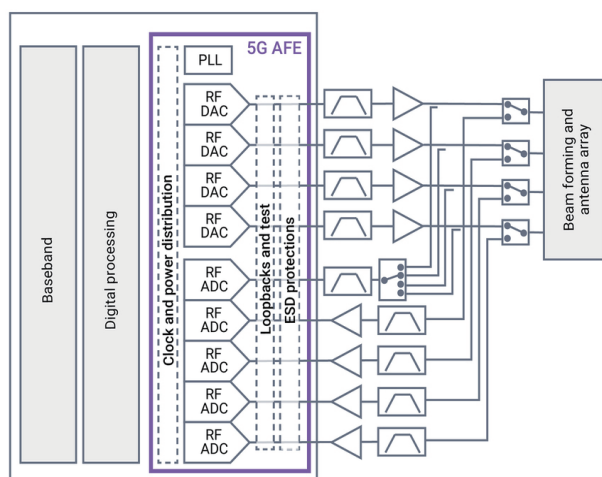 5G AFE
PLL
RF
DAC
RF
DAC
RF
DAC
RF
DAC
RF
ADC
RF
ADC
RF
ADC
RF
ADC
RF
ADC
Baseband
Digital processing
Clock and power distribution
Loopbacks and test
ESD protections
Beam forming and
antenna array